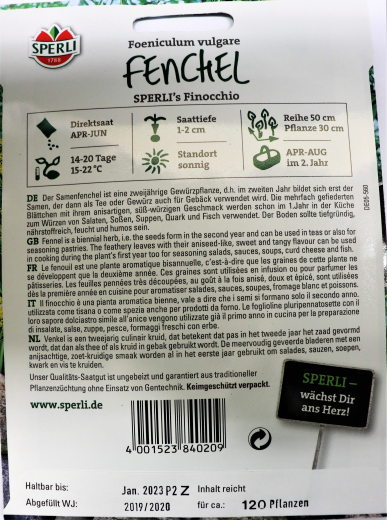 SPERLI
1788
Foeniculum vulgare
FENCHEL
SPERLI's Finocchio
Direktsaat
APR-JUN
Saattiefe
1-2 cm
Reihe 50 cm
Pflanze 30 cm
14-20 Tage
15-22 °C
Standort
sonnig
APR-AUG
im 2. Jahr
DE Der Samenfenchel ist eine zweijährige Gewürzpflanze, d.h. im zweiten Jahr bildet sich erst der
Samen, der dann als Tee oder Gewürz auch für Gebäck verwendet wird. Die mehrfach gefiederten
Blättchen mit ihrem anisartigen, süß-würzigen Geschmack werden schon im 1.Jahr in der Küche
zum Würzen von Salaten, Soßen, Suppen, Quark und Fisch verwendet. Der Boden sollte tiefgründig,
nährstoffreich, feucht und humos sein.
GB Fennel is a biennial herb, i.e. the seeds form in the second year and can be used in teas or also for
seasoning pastries. The feathery leaves with their aniseed-like, sweet and tangy flavour can be used
in cooking during the plant's first year too for seasoning salads, sauces, soups, curd cheese and fish.
FR Le fenouil est une plante aromatique bisannuelle, c'est-à-dire que les graines de cette plante ne
se développent que la deuxième année. Ces graines sont utilisées en infusion ou pour parfumer les
pâtisseries. Les feuilles pennées très découpées, au goût à la fois anisé, doux et épicé, sont utilisées
dès la première année en cuisine pour aromatiser salades, sauces, soupes, fromage blanc et poissons.
IT Il finocchio è una pianta aromatica bienne, vale a dire che i semi si formano solo il secondo anno.
utilizzata come tisana o come spezia anche per prodotti da forno. Le foglioline pluripennatosette con il
loro sapore dolciastro simile all'anice vengono utilizzate già il primo anno in cucina per la preparazione
di insalate, salse, zuppe, pesce, formaggi freschi con erbe.
NL Venkel is een tweejarig culinair kruid, dat betekent dat pas in het tweede jaar het zaad gevormd
wordt, dat dan als thee of als kruid in gebak gebruikt wordt. De meervoudig geveerde bladeren met een
anijsachtige, zoet-kruidige smaak worden al in het eerste jaar gebruikt om salades, sauzen, soepen,
kwark en vis te kruiden.
Unser Qualitäts-Saatgut ist ungebeizt und garantiert aus traditioneller
Pflanzenzüchtung ohne Einsatz von Gentechnik. Keimgeschützt verpackt.
DE05-560
www.sperli.de
SPERLI –
wächst Dir
ans Herz!
4 001523 840209
Haltbar bis: Jan. 2023 P2 Z Inhalt reicht
Abgefüllt WJ: 2019/2020 für ca.: 120 Pflanzen